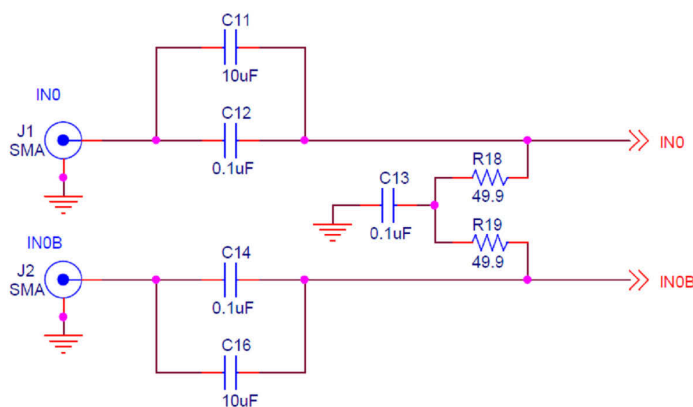 C11
10uF
IN0
J1
SMA
C12
0.1uF
IN0
R18
49.9
C13
0.1uF
R19
49.9
IN0B
J2
SMA
C14
0.1uF
IN0B
C16
10uF